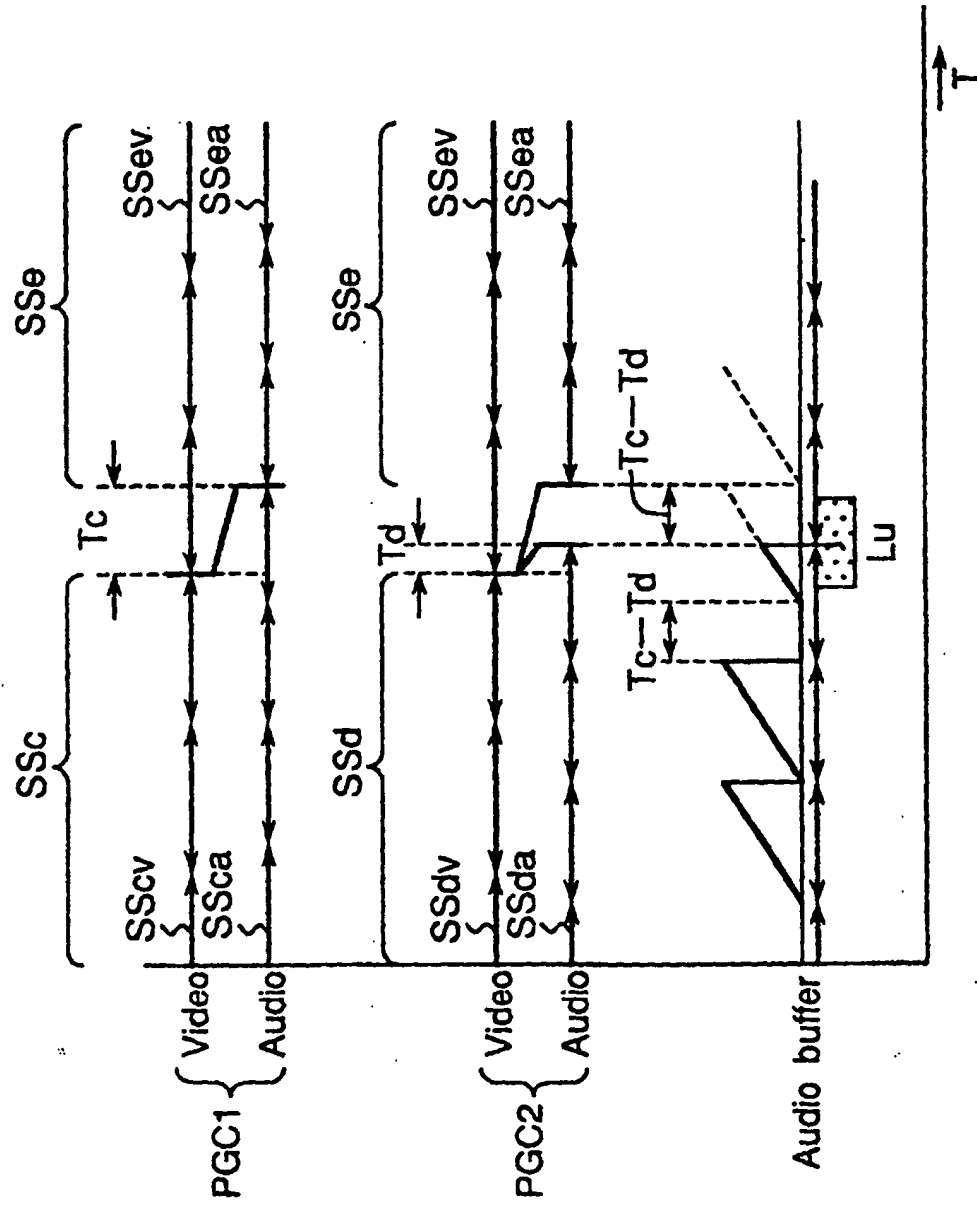 SSc
SSe
Tc
SScv
SSev.
SSca
SSea
PGC1
Video
Audio
SSd
SSe
Td
SSdv
SSev
SSda
SSea
PGC2
Video
Audio
Tc—Td
Tc—Td
Audio buffer
Lu
T